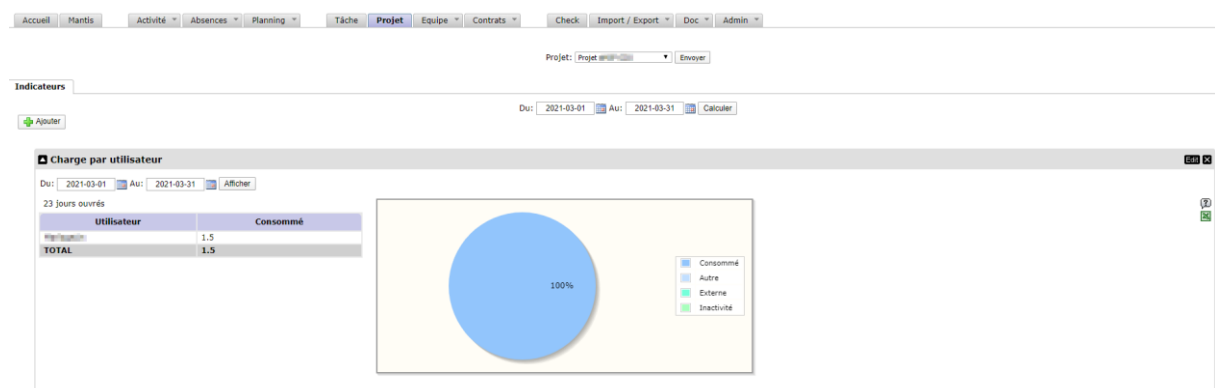 Accueil Mantis Activité Absences Planning Tâche Projet Equipe Contrats Check Import / Export Doc Admin
Projet: Projet Envoyer
Indicateurs
Du: 2021-03-01 Au: 2021-03-31 Calculer
Ajouter
Charge par utilisateur Edit
Du: 2021-03-01 Au: 2021-03-31 Afficher
23 jours ouvrés
Utilisateur Consommé
1.5
TOTAL 1.5
100%
Consommé
Autre
Externe
Inactivité